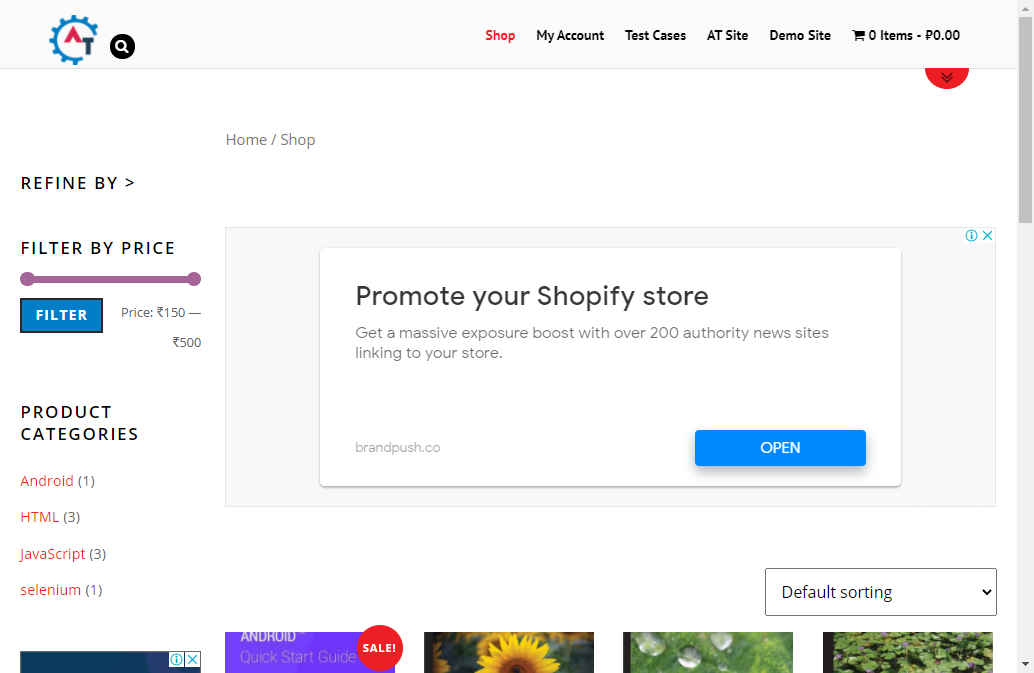 AT
Shop
My Account
Test Cases
AT Site
Demo Site
0 Items - ₽0.00
Home / Shop
REFINE BY >
FILTER BY PRICE
FILTER
Price: ₹150 —
₹500
PRODUCT
CATEGORIES
Android (1)
HTML (3)
JavaScript (3)
selenium (1)
Promote your Shopify store
Get a massive exposure boost with over 200 authority news sites
linking to your store.
brandpush.co
OPEN
Default sorting
ANDROID
Quick Start Guide
SALE!